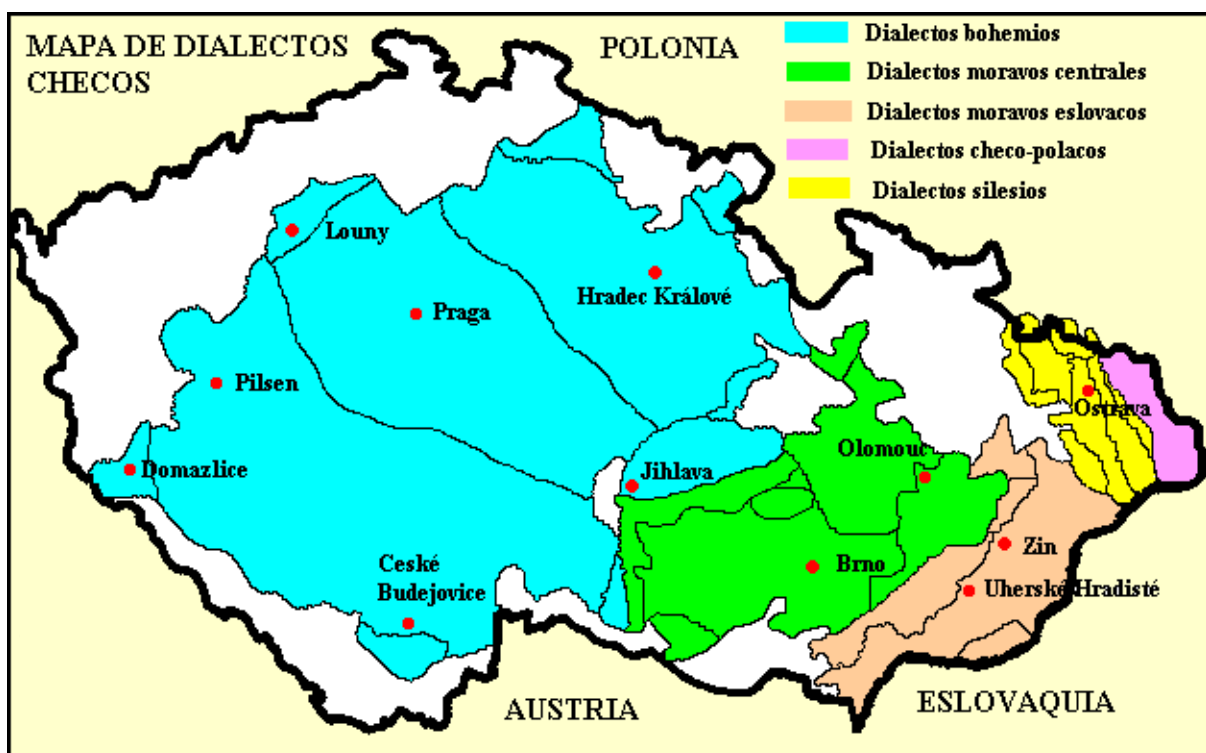 MAPA DE DIALECTOS
CHECOS
POLONIA
Dialectos bohemios
Dialectos moravos centrales
Dialectos moravos eslovacos
Dialectos checo-polacos
Dialectos silesios
Louny
Praga
Hradec Králové
Pilsen
Domazlice
Jihlava
Olomouc
Ostrava
Ceské
Budejovice
Brno
Zin
Uherské Hradisté
AUSTRIA
ESLOVAQUIA